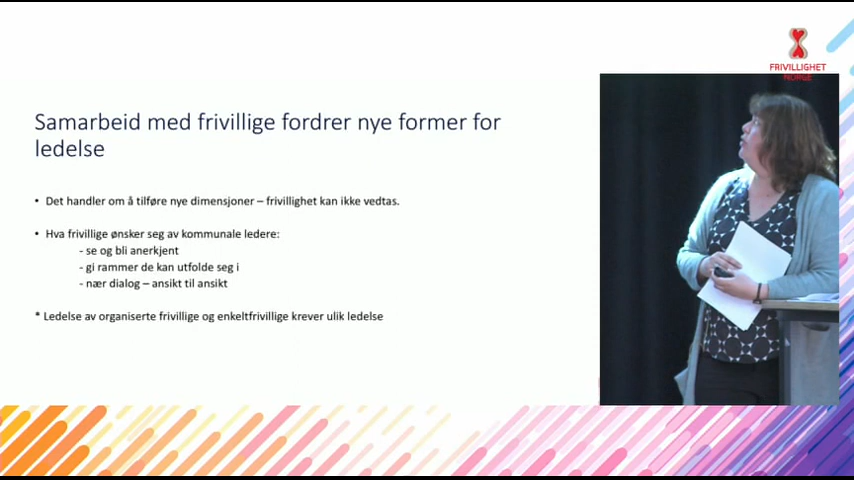 FRIVILLIGHET
NORGE
Samarbeid med frivillige fordrer nye former for
ledelse
• Det handler om å tilføre nye dimensjoner – frivillighet kan ikke vedtas.
• Hva frivillige ønsker seg av kommunale ledere:
- se og bli anerkjent
- gi rammer de kan utfolde seg i
- nær dialog – ansikt til ansikt
* Ledelse av organiserte frivillige og enkeltfrivillige krever ulik ledelse